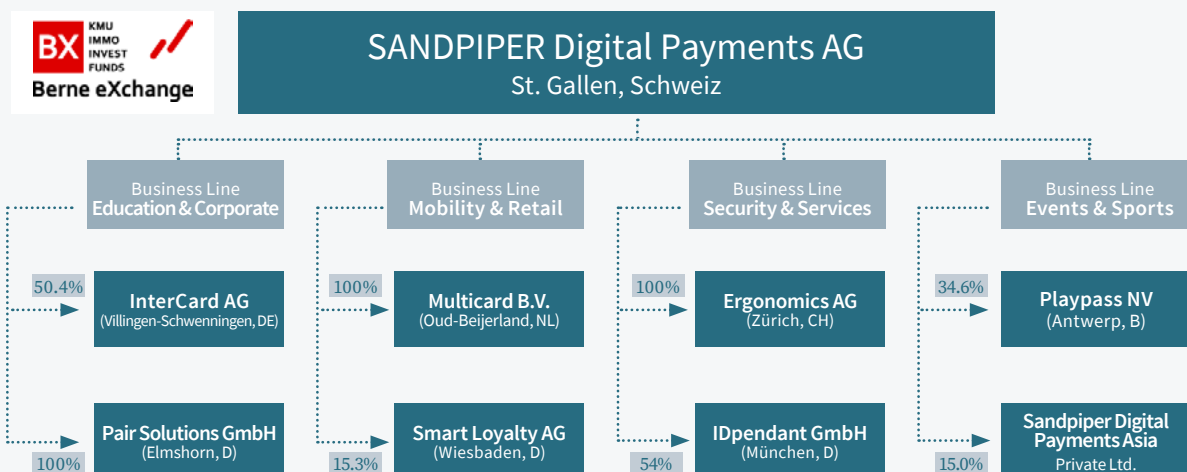 BX
KMU
IMMO
INVEST
FUNDS
Berne eXchange
SANDPIPER Digital Payments AG
St. Gallen, Schweiz
Business Line
Education & Corporate
50.4%
InterCard AG
(Villingen-Schwenningen, DE)
Pair Solutions GmbH
(Elmshorn, D)
100%
Business Line
Mobility & Retail
100%
Multicard B.V.
(Oud-Beijerland, NL)
Smart Loyalty AG
(Wiesbaden, D)
15.3%
Business Line
Security & Services
100%
Ergonomics AG
(Zürich, CH)
IDpendant GmbH
(München, D)
54%
Business Line
Events & Sports
34.6%
Playpass NV
(Antwerp, B)
Sandpiper Digital
Payments Asia
Private Ltd.
15.0%